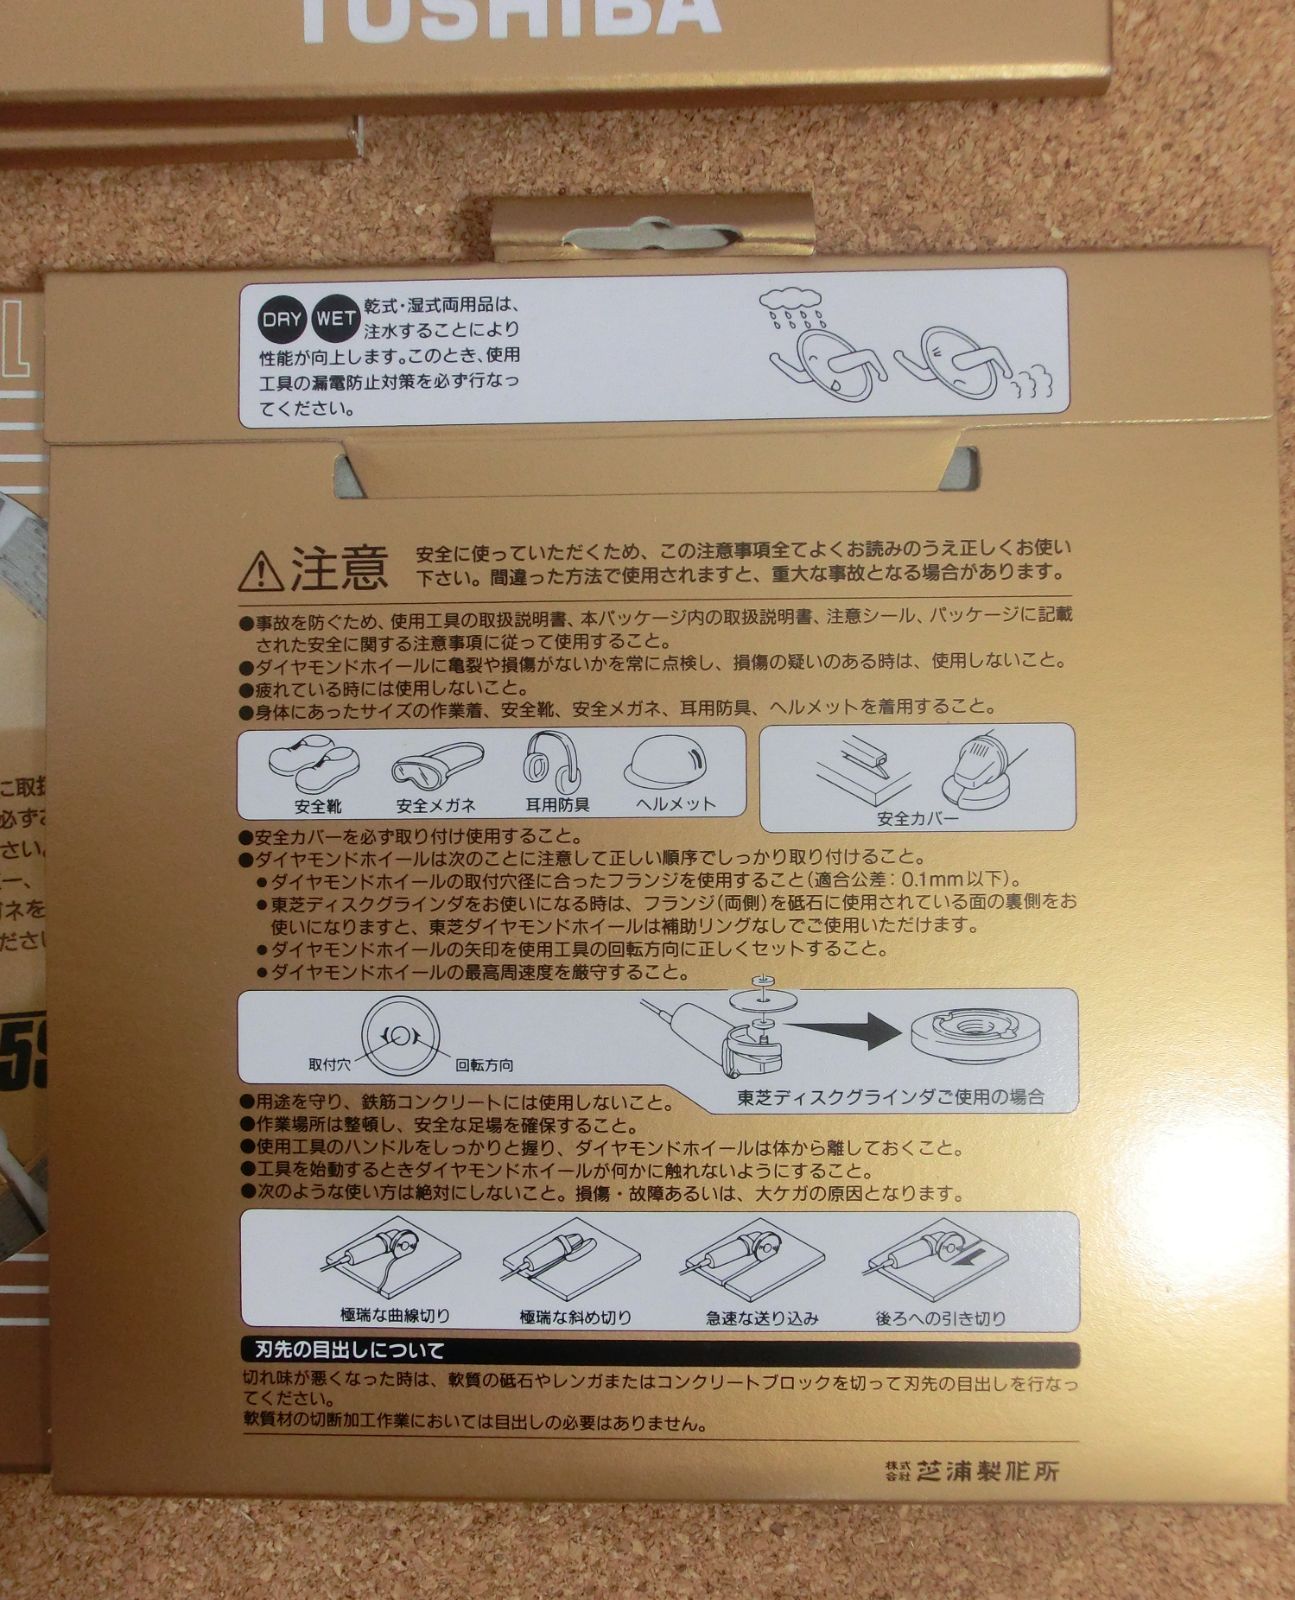 TOSHIBA
DRY WET 乾式・湿式両用品は、
注水することにより
性能が向上します。このとき、使用
工具の漏電防止対策を必ず行なっ
てください。
注意
安全に使っていただくため、この注意事項全てよくお読みのうえ正しくお使い
下さい。間違った方法で使用されますと、重大な事故となる場合があります。
●事故を防ぐため、使用工具の取扱説明書、本パッケージ内の取扱説明書、注意シール、パッケージに記載
された安全に関する注意事項に従って使用すること。
●ダイヤモンドホイールに亀裂や損傷がないかを常に点検し、損傷の疑いのある時は、使用しないこと。
●疲れている時には使用しないこと。
●身体にあったサイズの作業着、安全靴、安全メガネ、耳用防具、ヘルメットを着用すること。
安全靴 安全メガネ 耳用防具 ヘルメット
安全カバー
●安全カバーを必ず取り付け使用すること。
●ダイヤモンドホイールは次のことに注意して正しい順序でしっかり取り付けること。
●ダイヤモンドホイールの取付穴径に合ったフランジを使用すること(適合公差:0.1mm以下)。
●東芝ディスクグラインダをお使いになる時は、フランジ(両側)を砥石に使用されている面の裏側をお
使いになりますと、東芝ダイヤモンドホイールは補助リングなしでご使用いただけます。
●ダイヤモンドホイールの矢印を使用工具の回転方向に正しくセットすること。
●ダイヤモンドホイールの最高周速度を厳守すること。
取付穴 回転方向
東芝ディスクグラインダご使用の場合
●用途を守り、鉄筋コンクリートには使用しないこと。
●作業場所は整頓し、安全な足場を確保すること。
●使用工具のハンドルをしっかりと握り、ダイヤモンドホイールは体から離しておくこと。
●工具を始動するときダイヤモンドホイールが何かに触れないようにすること。
●次のような使い方は絶対にしないこと。損傷・故障あるいは、大ケガの原因となります。
極瑞な曲線切り 極瑞な斜め切り 急速な送り込み 後ろへの引き切り
刃先の目出しについて
切れ味が悪くなった時は、軟質の砥石やレンガまたはコンクリートブロックを切って刃先の目出しを行なっ
てください。
軟質材の切断加工作業においては目出しの必要はありません。
株式会社 芝浦製作所